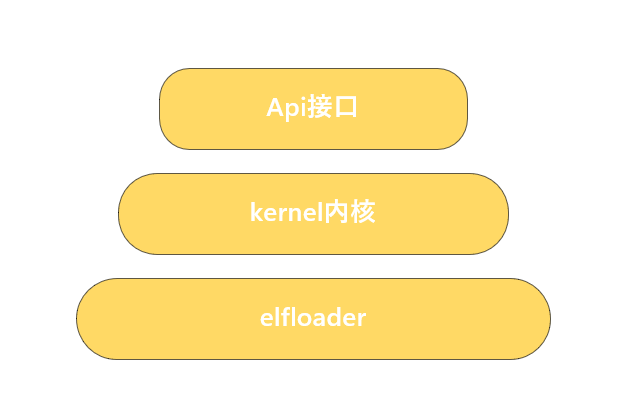 Api接口
kernel内核
elfloader